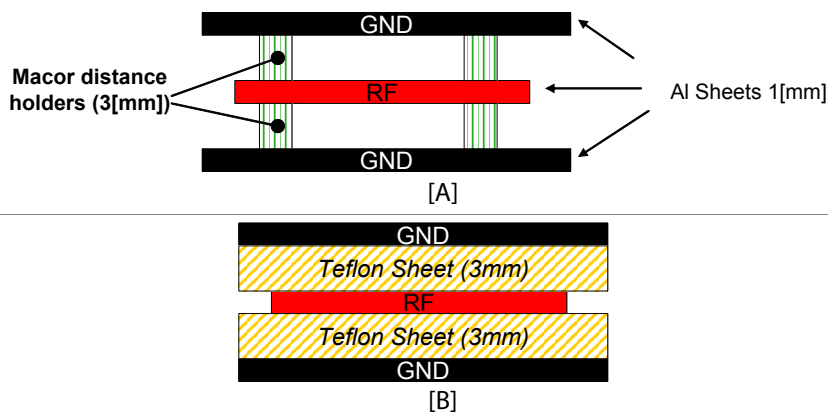 GND
Macor distance
holders (3[mm])
RF
Al Sheets 1[mm]
GND
[A]
GND
Teflon Sheet (3mm)
RF
Teflon Sheet (3mm)
GND
[B]